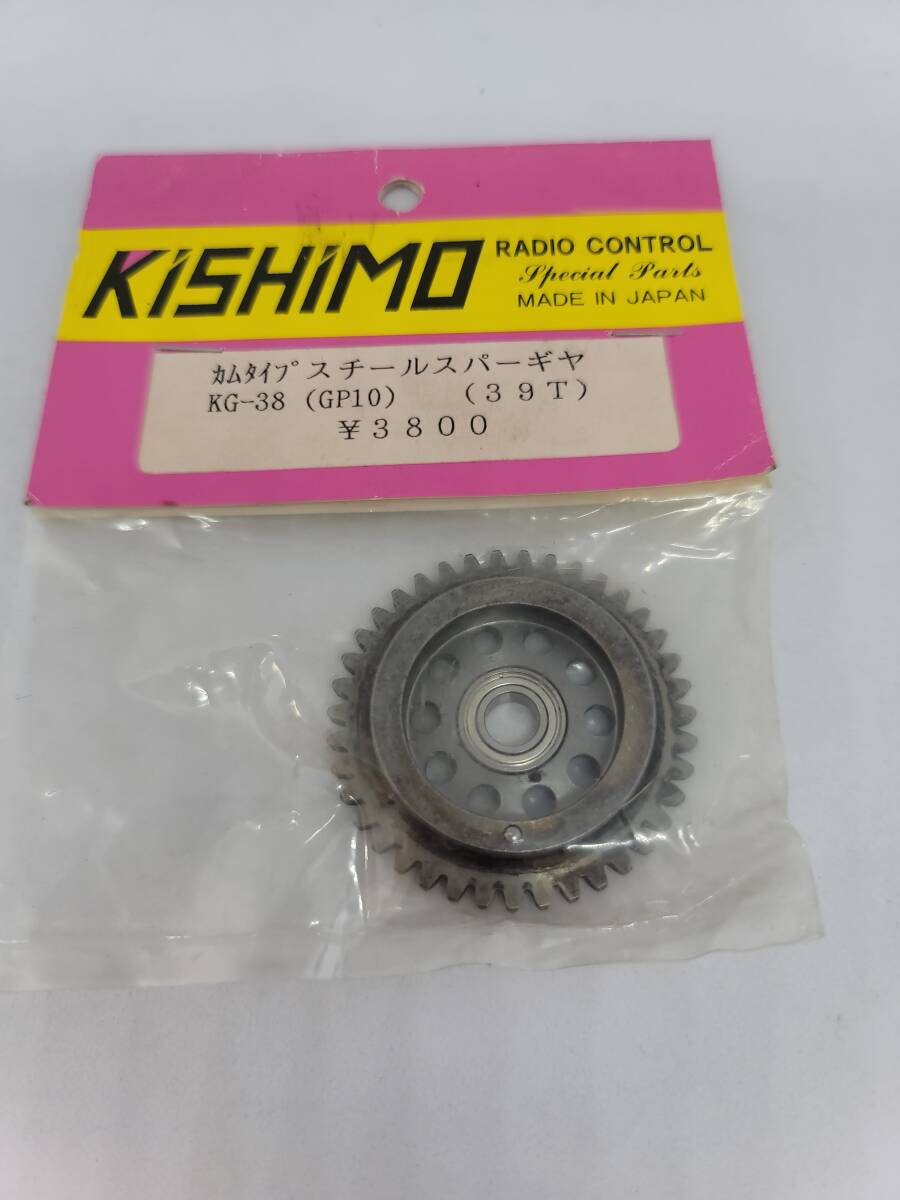 KiSHiMO
RADIO CONTROL
Special Parts
MADE IN JAPAN
ｶﾑﾀｲﾌﾟスチールスパーギヤ
KG-38 (GP10) (３９Ｔ)
￥３８００